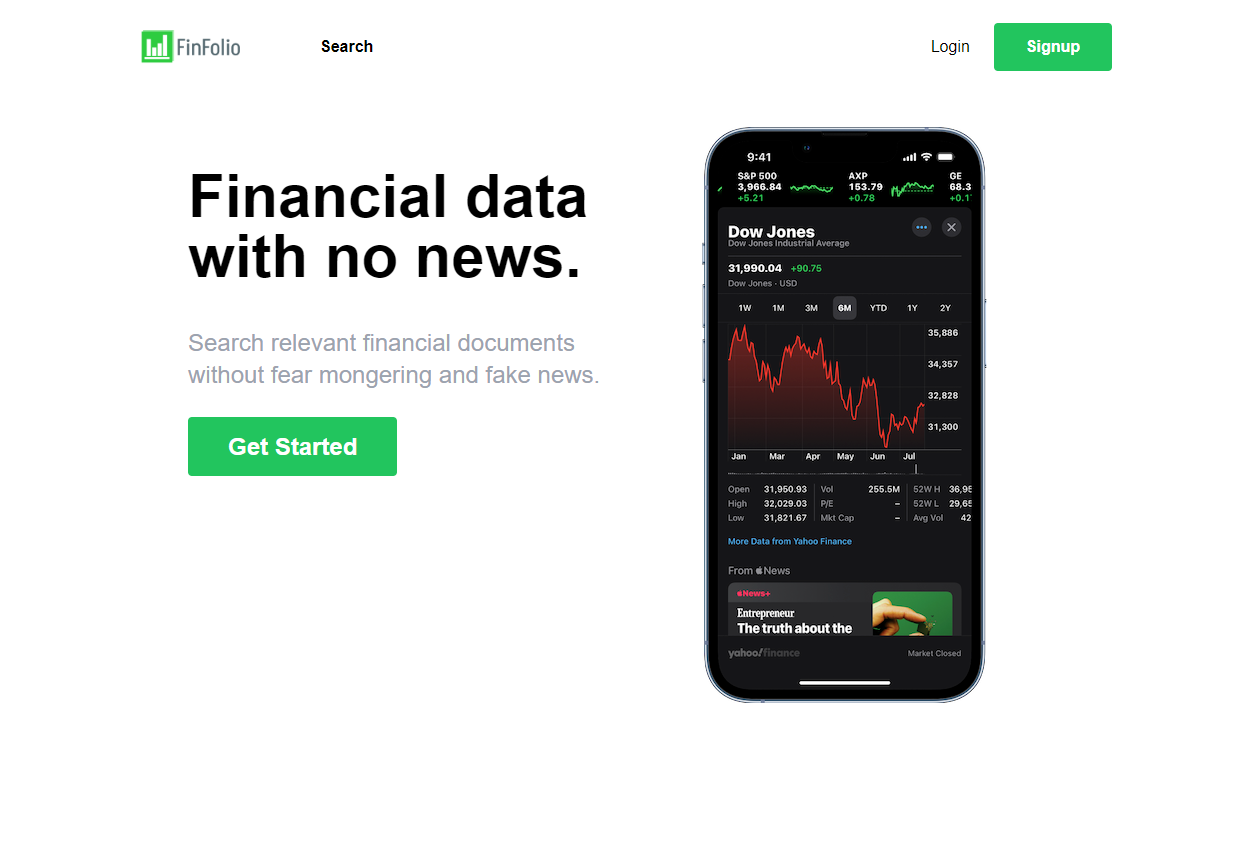 FinFolio
Search
Login
Signup
Financial data
with no news.
Search relevant financial documents
without fear mongering and fake news.
Get Started
9:41
S&P 500 AXP GE
3,966.84 153.79 68.3
+5.21 +0.78 +0.1
Dow Jones
Dow Jones Industrial Average
31,990.04 +90.75
Dow Jones · USD
1W 1M 3M 6M YTD 1Y 2Y
35,886
34,357
32,828
31,300
Jan Mar Apr May Jun Jul
Open 31,950.93 Vol 255.5M 52W H 36,95
High 32,029.03 P/E – 52W L 29,65
Low 31,821.67 Mkt Cap – Avg Vol 42
More Data from Yahoo Finance
From News
News+
Entrepreneur
The truth about the
yahoo!finance Market Closed